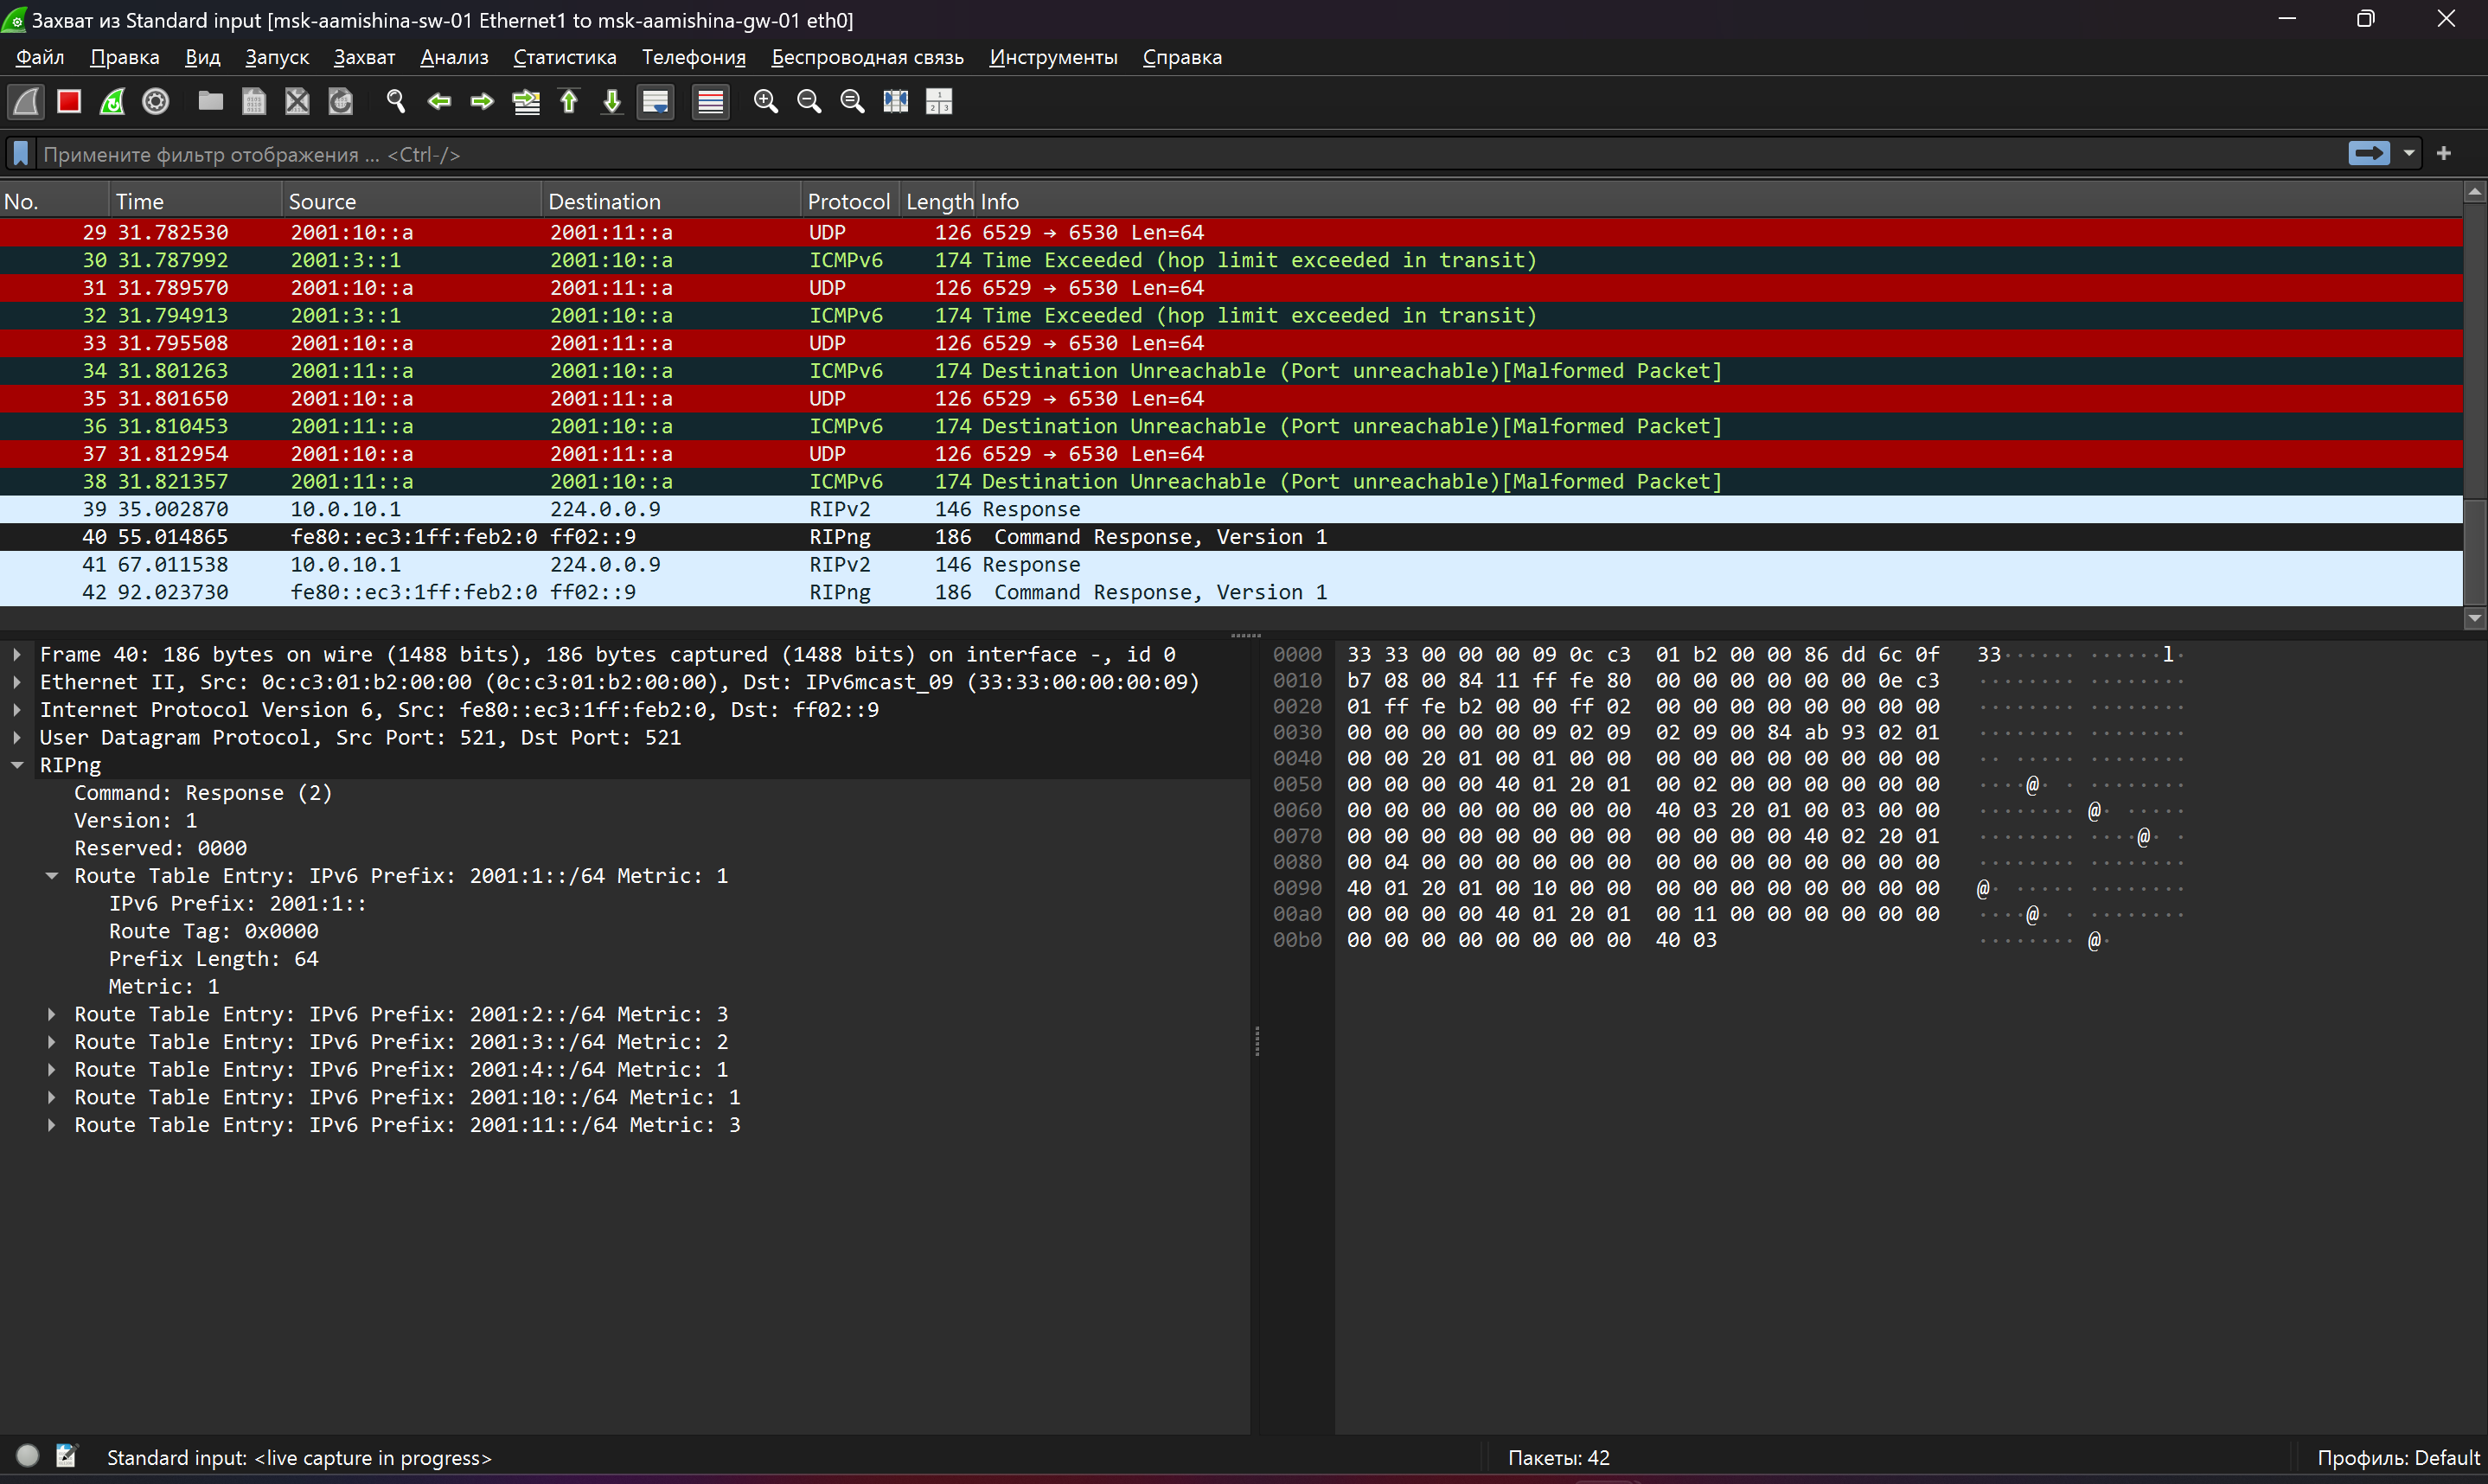 Захват из Standard input [msk-aamishina-sw-01 Ethernet1 to msk-aamishina-gw-01 eth0]
Файл Правка Вид Запуск Захват Анализ Статистика Телефония Беспроводная связь Инструменты Справка
Примените фильтр отображения ... <Ctrl-/>
No. Time Source Destination Protocol Length Info
29 31.782530 2001:10::a 2001:11::a UDP 126 6529 → 6530 Len=64
30 31.787992 2001:3::1 2001:10::a ICMPv6 174 Time Exceeded (hop limit exceeded in transit)
31 31.789570 2001:10::a 2001:11::a UDP 126 6529 → 6530 Len=64
32 31.794913 2001:3::1 2001:10::a ICMPv6 174 Time Exceeded (hop limit exceeded in transit)
33 31.795508 2001:10::a 2001:11::a UDP 126 6529 → 6530 Len=64
34 31.801263 2001:11::a 2001:10::a ICMPv6 174 Destination Unreachable (Port unreachable)[Malformed Packet]
35 31.801650 2001:10::a 2001:11::a UDP 126 6529 → 6530 Len=64
36 31.810453 2001:11::a 2001:10::a ICMPv6 174 Destination Unreachable (Port unreachable)[Malformed Packet]
37 31.812954 2001:10::a 2001:11::a UDP 126 6529 → 6530 Len=64
38 31.821357 2001:11::a 2001:10::a ICMPv6 174 Destination Unreachable (Port unreachable)[Malformed Packet]
39 35.002870 10.0.10.1 224.0.0.9 RIPv2 146 Response
40 55.014865 fe80::ec3:1ff:feb2:0 ff02::9 RIPng 186 Command Response, Version 1
41 67.011538 10.0.10.1 224.0.0.9 RIPv2 146 Response
42 92.023730 fe80::ec3:1ff:feb2:0 ff02::9 RIPng 186 Command Response, Version 1
Frame 40: 186 bytes on wire (1488 bits), 186 bytes captured (1488 bits) on interface -, id 0
Ethernet II, Src: 0c:c3:01:b2:00:00 (0c:c3:01:b2:00:00), Dst: IPv6mcast_09 (33:33:00:00:00:09)
Internet Protocol Version 6, Src: fe80::ec3:1ff:feb2:0, Dst: ff02::9
User Datagram Protocol, Src Port: 521, Dst Port: 521
RIPng
Command: Response (2)
Version: 1
Reserved: 0000
Route Table Entry: IPv6 Prefix: 2001:1::/64 Metric: 1
IPv6 Prefix: 2001:1::
Route Tag: 0x0000
Prefix Length: 64
Metric: 1
Route Table Entry: IPv6 Prefix: 2001:2::/64 Metric: 3
Route Table Entry: IPv6 Prefix: 2001:3::/64 Metric: 2
Route Table Entry: IPv6 Prefix: 2001:4::/64 Metric: 1
Route Table Entry: IPv6 Prefix: 2001:10::/64 Metric: 1
Route Table Entry: IPv6 Prefix: 2001:11::/64 Metric: 3
0000 33 33 00 00 00 09 0c c3 01 b2 00 00 86 dd 6c 0f 33······ ······l·
0010 b7 08 00 84 11 ff fe 80 00 00 00 00 00 00 0e c3 ········ ········
0020 01 ff fe b2 00 00 ff 02 00 00 00 00 00 00 00 00 ········ ········
0030 00 00 00 00 00 09 02 09 02 09 00 84 ab 93 02 01 ········ ········
0040 00 00 20 01 00 01 00 00 00 00 00 00 00 00 00 00 ·· ····· ········
0050 00 00 00 00 40 01 20 01 00 02 00 00 00 00 00 00 ····@· · ········
0060 00 00 00 00 00 00 00 00 40 03 20 01 00 03 00 00 ········ @· ·····
0070 00 00 00 00 00 00 00 00 00 00 00 00 40 02 20 01 ········ ····@· ·
0080 00 04 00 00 00 00 00 00 00 00 00 00 00 00 00 00 ········ ········
0090 40 01 20 01 00 10 00 00 00 00 00 00 00 00 00 00 @· ····· ········
00a0 00 00 00 00 40 01 20 01 00 11 00 00 00 00 00 00 ····@· · ········
00b0 00 00 00 00 00 00 00 00 40 03 ········ @·
Standard input: <live capture in progress> Пакеты: 42 Профиль: Default